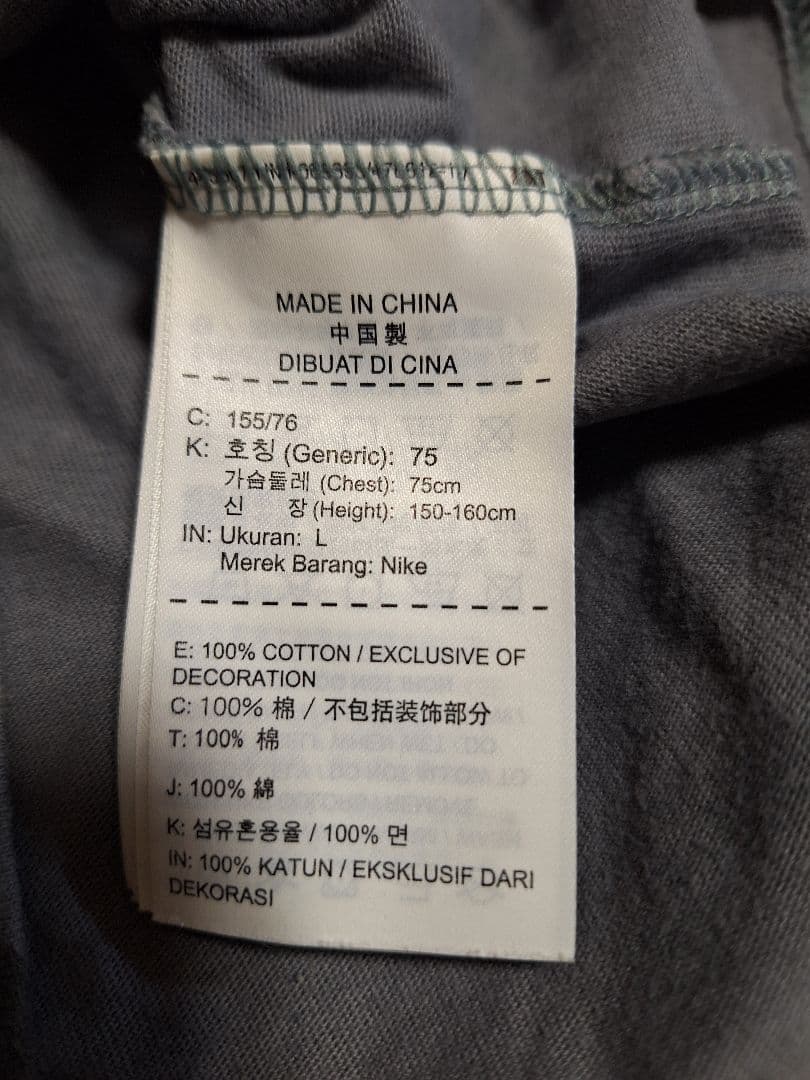 MADE IN CHINA
中国製
DIBUAT DI CINA
C: 155/76
K: 호칭 (Generic): 75
가슴둘레 (Chest): 75cm
신 장 (Height): 150-160cm
IN: Ukuran: L
Merek Barang: Nike
E: 100% COTTON / EXCLUSIVE OF
DECORATION
C: 100% 棉 / 不包括装饰部分
T: 100% 棉
J: 100% 綿
K: 섬유혼용율 / 100% 면
IN: 100% KATUN / EKSKLUSIF DARI
DEKORASI